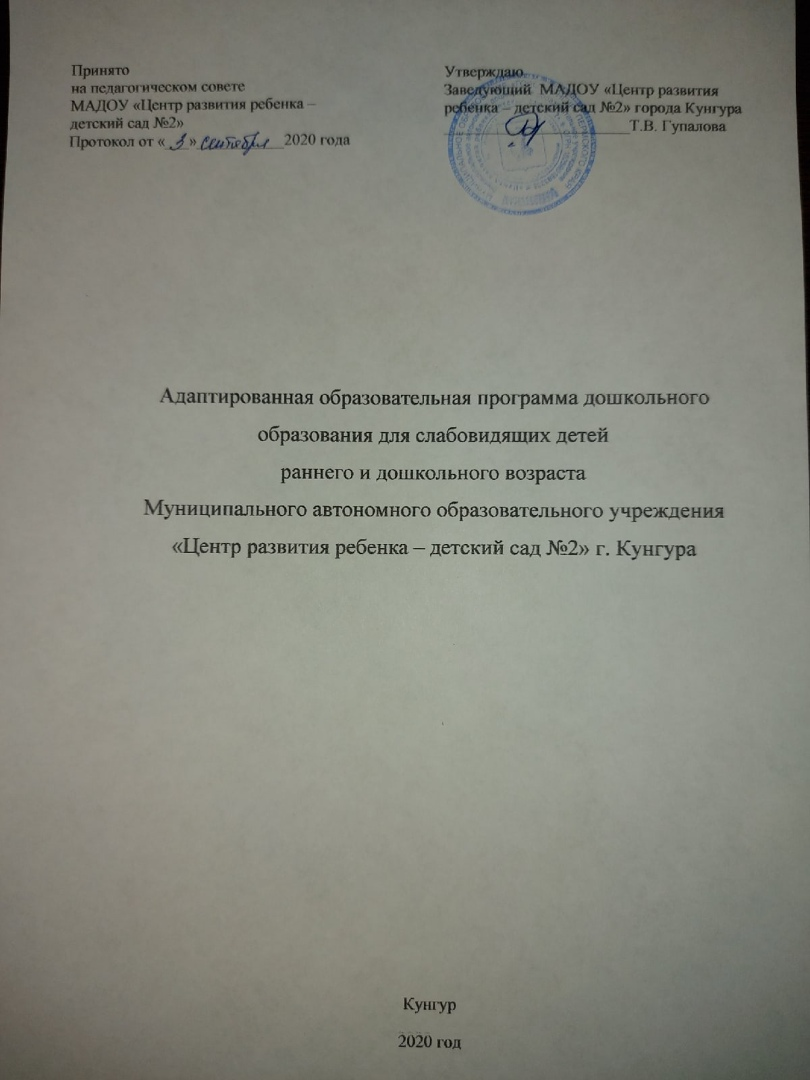 Принято
на педагогическом совете
МАДОУ «Центр развития ребенка –
детский сад №2»
Протокол от « » сентября 2020 года
Утверждаю
Заведующий МАДОУ «Центр развития
ребенка – детский сад №2» города Кунгура
Т.В. Гупалова
Адаптированная образовательная программа дошкольного
образования для слабовидящих детей
раннего и дошкольного возраста
Муниципального автономного образовательного учреждения
«Центр развития ребенка – детский сад №2» г. Кунгура
Кунгур
2020 год